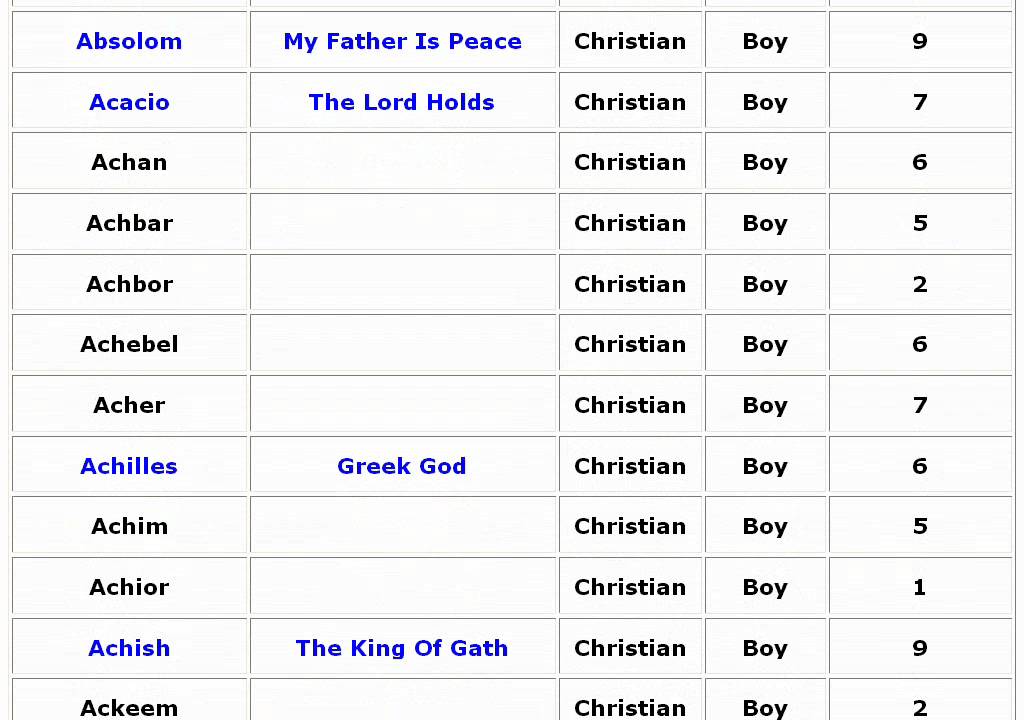 Absolom My Father Is Peace Christian Boy 9
Acacio The Lord Holds Christian Boy 7
Achan Christian Boy 6
Achbar Christian Boy 5
Achbor Christian Boy 2
Achebel Christian Boy 6
Acher Christian Boy 7
Achilles Greek God Christian Boy 6
Achim Christian Boy 5
Achior Christian Boy 1
Achish The King Of Gath Christian Boy 9
Ackeem Christian Boy 2